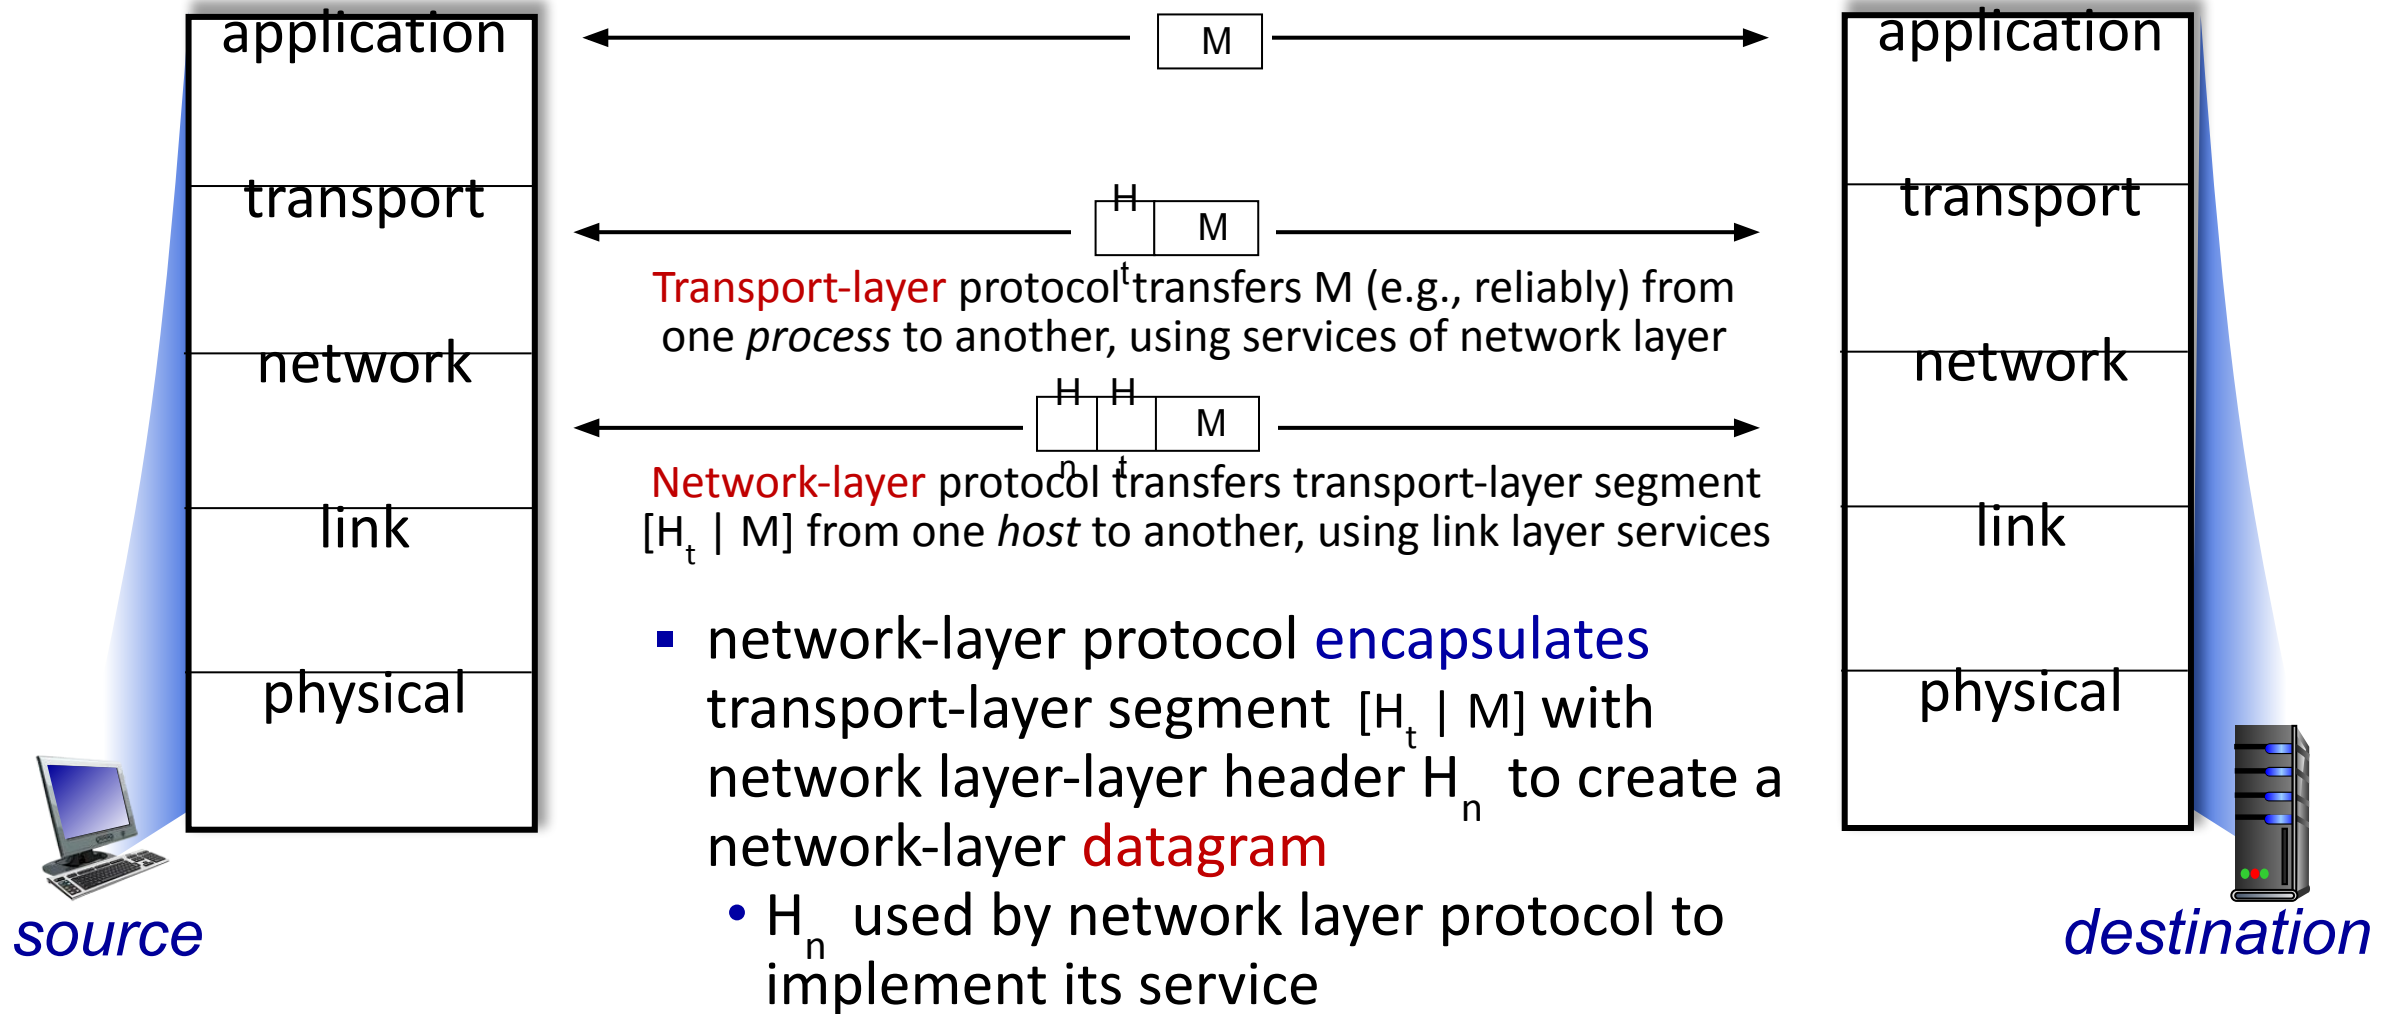 application
transport
network
link
physical
source
M
H
t
M
Transport-layer protocol transfers M (e.g., reliably) from
one process to another, using services of network layer
H
n
H
t
M
Network-layer protocol transfers transport-layer segment
[Ht | M] from one host to another, using link layer services
▪ network-layer protocol encapsulates
transport-layer segment [Ht | M] with
network layer-layer header Hn to create a
network-layer datagram
• Hn used by network layer protocol to
implement its service
application
transport
network
link
physical
destination